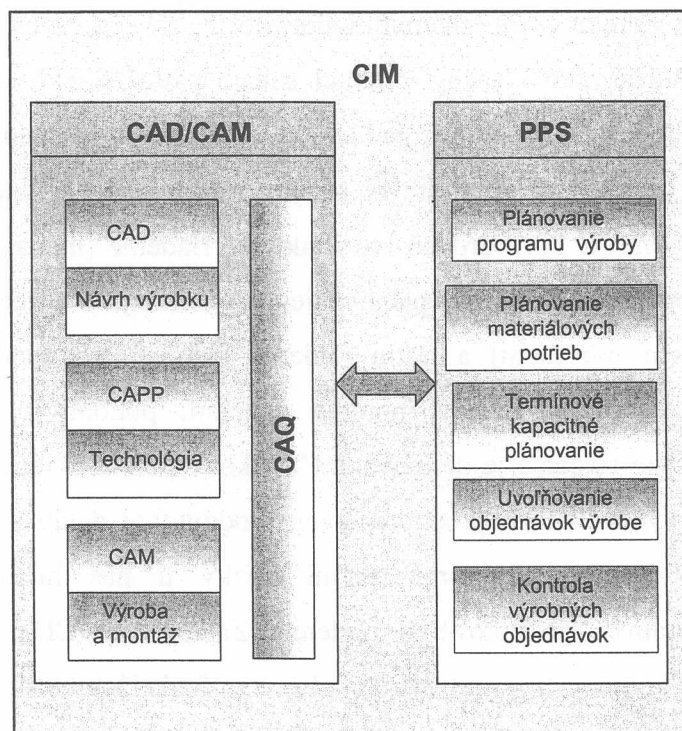 CIM
CAD/CAM
CAD
Návrh výrobku
CAPP
Technológia
CAM
Výroba
a montáž
CAQ
PPS
Plánovanie
programu výroby
Plánovanie
materiálových
potrieb
Termínové
kapacitné
plánovanie
Uvoľňovanie
objednávok výrobe
Kontrola
výrobných
objednávok